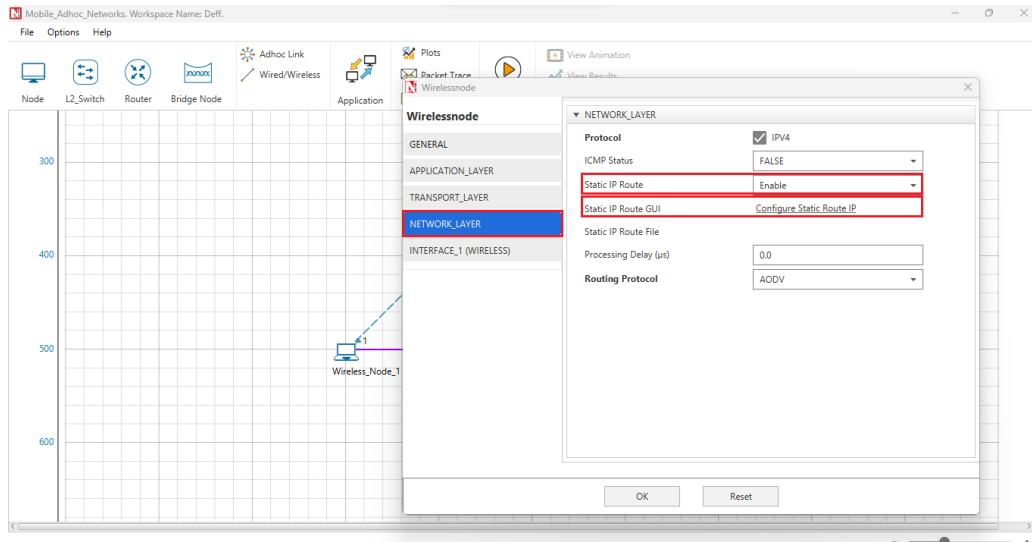 Mobile_Adhoc_Networks. Workspace Name: Deff.
File Options Help
Adhoc Link
Wired/Wireless
Plots
Packet Trace
View Animation
View Results
Node L2_Switch Router Bridge Node Application
Wirelessnode
Wirelessnode
GENERAL
APPLICATION_LAYER
TRANSPORT_LAYER
NETWORK_LAYER
INTERFACE_1 (WIRELESS)
▼ NETWORK_LAYER
Protocol IPV4
ICMP Status FALSE
Static IP Route Enable
Static IP Route GUI Configure Static Route IP
Static IP Route File
Processing Delay (µs) 0.0
Routing Protocol AODV
OK Reset
300
400
500
600
1
Wireless_Node_1